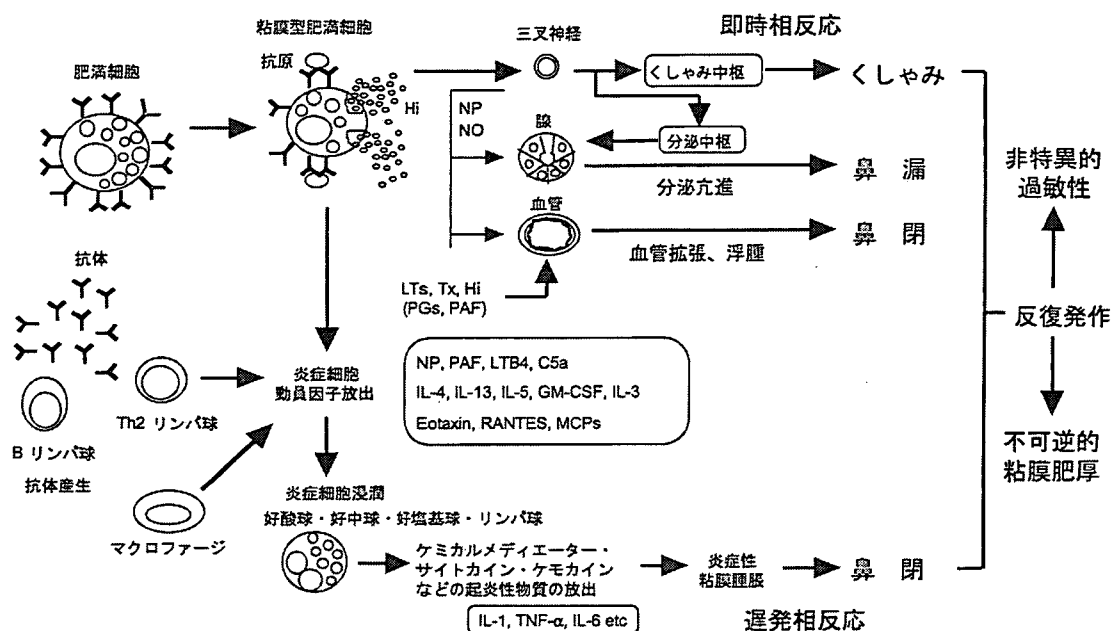 即時相反応
粘膜型肥満細胞
三叉神経
肥満細胞
抗原
Hi
NP
NO
くしゃみ中枢
くしゃみ
腺
分泌中枢
分泌亢進
鼻 漏
血管
血管拡張、浮腫
鼻 閉
LTs, Tx, Hi
(PGs, PAF)
非特異的
過敏性
反復発作
不可逆的
粘膜肥厚
抗体
B リンパ球
抗体産生
Th2 リンパ球
マクロファージ
炎症細胞
動員因子放出
NP, PAF, LTB4, C5a
IL-4, IL-13, IL-5, GM-CSF, IL-3
Eotaxin, RANTES, MCPs
炎症細胞浸潤
好酸球・好中球・好塩基球・リンパ球
ケミカルメディエーター・
サイトカイン・ケモカイン
などの起炎性物質の放出
IL-1, TNF-α, IL-6 etc
炎症性
粘膜腫脹
鼻 閉
遅発相反応